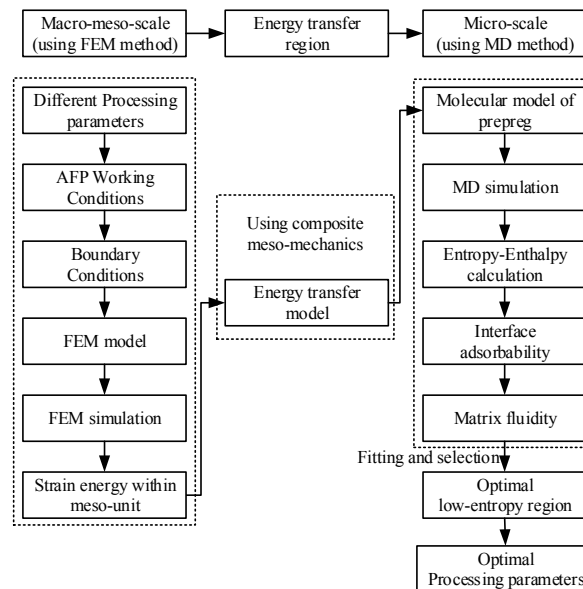 Macro-meso-scale
(using FEM method)
Energy transfer
region
Micro-scale
(using MD method)
Different Processing
parameters
AFP Working
Conditions
Boundary
Conditions
FEM model
FEM simulation
Strain energy within
meso-unit
Using composite
meso-mechanics
Energy transfer
model
Molecular model of
prepreg
MD simulation
Entropy-Enthalpy
calculation
Interface
adsorbability
Matrix fluidity
Fitting and selection
Optimal
low-entropy region
Optimal
Processing parameters